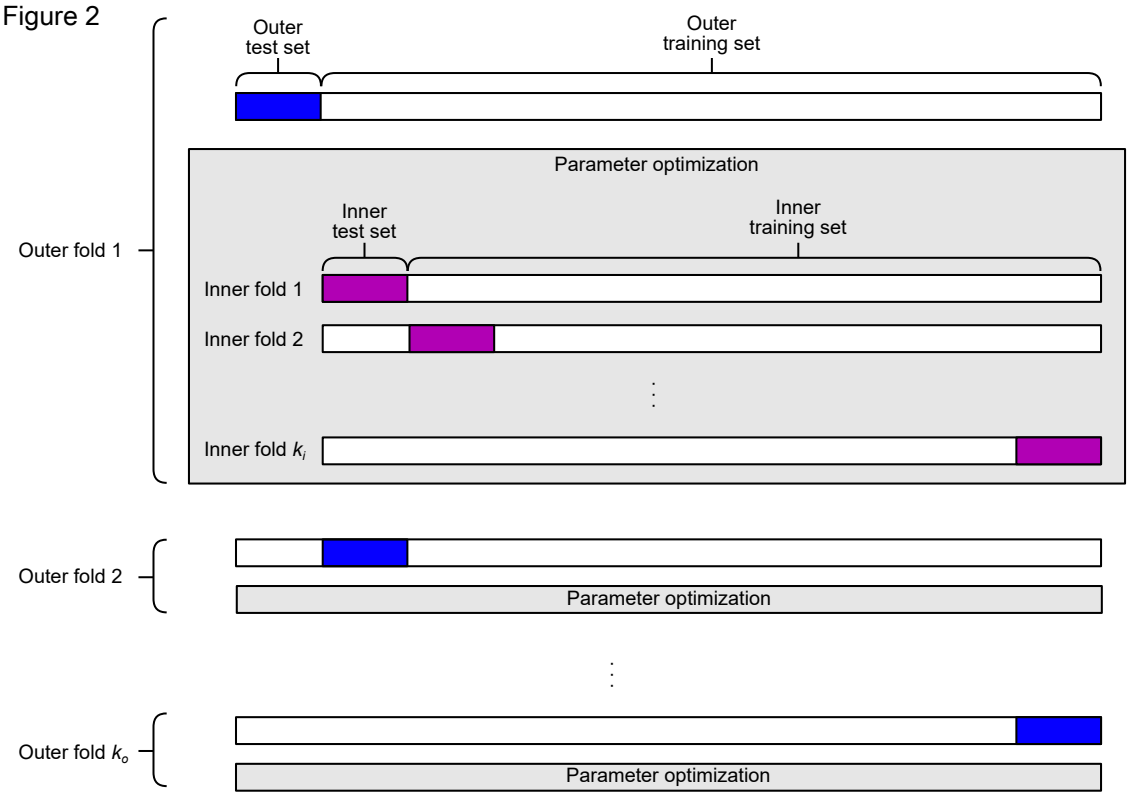 Figure 2
Outer
test set
Outer
training set
Outer fold 1
Parameter optimization
Inner
test set
Inner
training set
Inner fold 1
Inner fold 2
⋮
Inner fold kᵢ
Outer fold 2
Parameter optimization
⋮
Outer fold kₒ
Parameter optimization